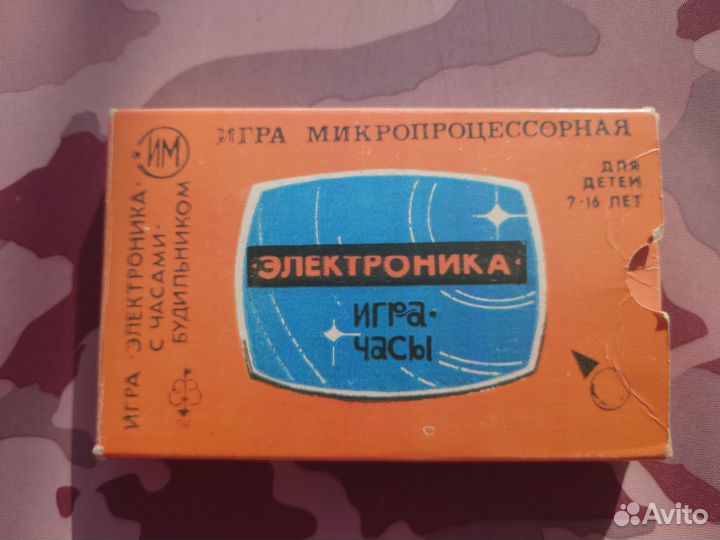 ИГРА МИКРОПРОЦЕССОРНАЯ
ДЛЯ
ДЕТЕЙ
7-16 ЛЕТ
·ЭЛЕКТРОНИКА·
ИГРА·
ЧАСЫ
ИМ
ИГРА ·ЭЛЕКТРОНИКА·
С ЧАСАМИ-
БУДИЛЬНИКОМ
Avito